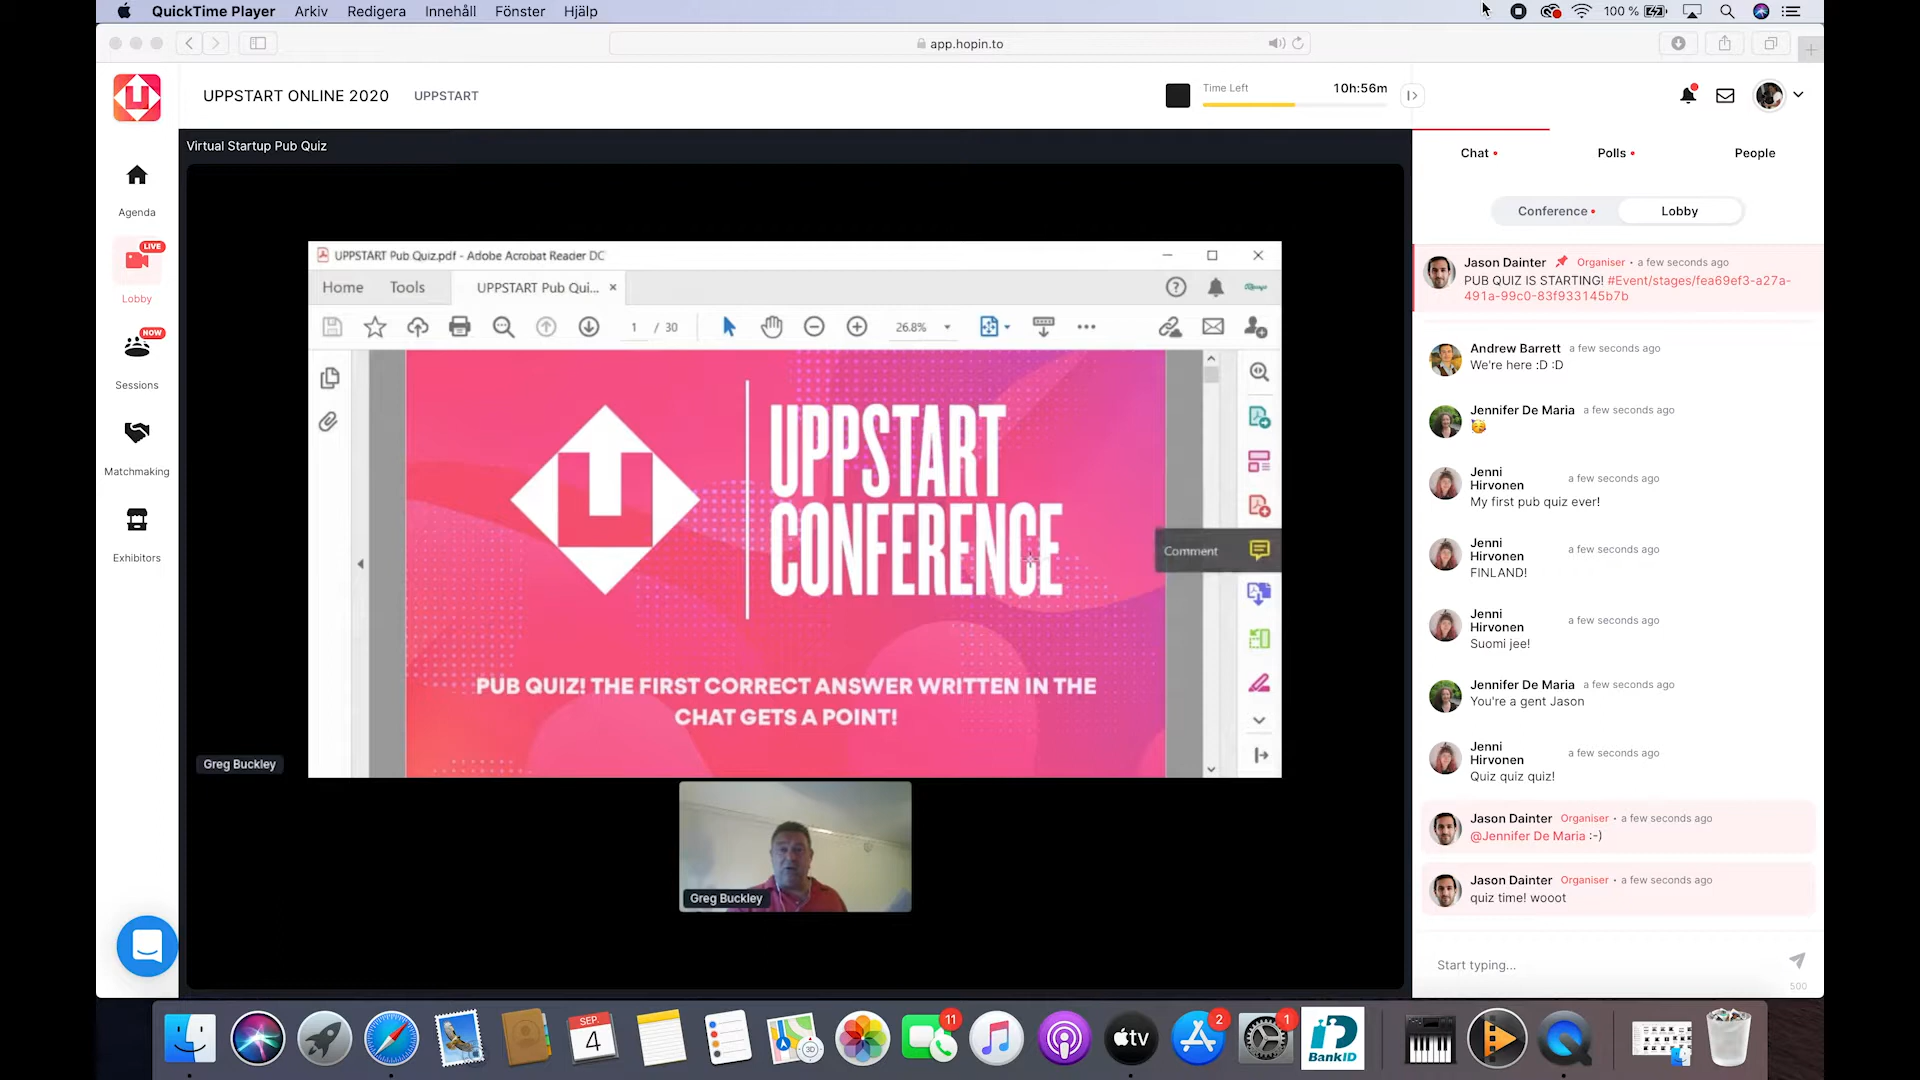 QuickTime Player Arkiv Redigera Innehåll Fönster Hjälp 100 %
app.hopin.to
UPPSTART ONLINE 2020 UPPSTART Time Left 10h:56m
Virtual Startup Pub Quiz
Agenda
LIVE
Lobby
NOW
Sessions
Matchmaking
Exhibitors
UPPSTART Pub Quiz.pdf - Adobe Acrobat Reader DC
Home Tools UPPSTART Pub Qui...
1 / 30 26.8%
UPPSTART
CONFERENCE
Comment
PUB QUIZ! THE FIRST CORRECT ANSWER WRITTEN IN THE
CHAT GETS A POINT!
Greg Buckley
Greg Buckley
Chat Polls People
Conference Lobby
Jason Dainter Organiser • a few seconds ago
PUB QUIZ IS STARTING! #Event/stages/fea69ef3-a27a-
491a-99c0-83f933145b7b
Andrew Barrett a few seconds ago
We're here :D :D
Jennifer De Maria a few seconds ago
🥳
Jenni
Hirvonen a few seconds ago
My first pub quiz ever!
Jenni
Hirvonen a few seconds ago
FINLAND!
Jenni
Hirvonen a few seconds ago
Suomi jee!
Jennifer De Maria a few seconds ago
You're a gent Jason
Jenni
Hirvonen a few seconds ago
Quiz quiz quiz!
Jason Dainter Organiser • a few seconds ago
@Jennifer De Maria :-)
Jason Dainter Organiser • a few seconds ago
quiz time! wooot
Start typing...
500
SEP.
4
3D
11
tv
2
1
BankID